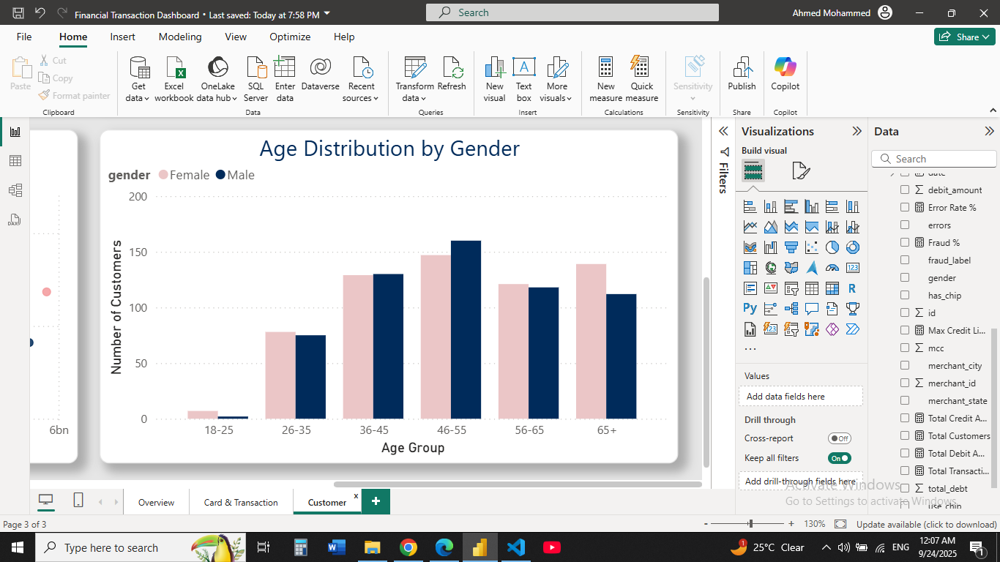 Financial Transaction Dashboard • Last saved: Today at 7:58 PM
Search
Ahmed Mohammed
File Home Insert Modeling View Optimize Help
Share
Paste
Cut
Copy
Format painter
Clipboard
Get data
Excel workbook
OneLake data hub
SQL Server
Enter data
Dataverse
Recent sources
Data
Transform data
Refresh
Queries
New visual
Text box
More visuals
Insert
New measure
Quick measure
Calculations
Sensitivity
Sensitivity
Publish
Share
Copilot
Copilot
6bn
Age Distribution by Gender
gender Female Male
200
150
100
50
0
Number of Customers
18-25 26-35 36-45 46-55 56-65 65+
Age Group
Filters
Visualizations
Build visual
Values
Add data fields here
Drill through
Cross-report Off
Keep all filters On
Add drill-through fields here
Data
Search
date
debit_amount
Error Rate %
errors
Fraud %
fraud_label
gender
has_chip
id
Max Credit Li...
mcc
merchant_city
merchant_id
merchant_state
Total Credit A...
Total Customers
Total Debit A...
Total Transacti...
total_debt
use_chip
Activate Windows
Go to Settings to activate Windows.
Overview Card & Transaction Customer x +
Page 3 of 3
- + 130%
Update available (click to download)
Type here to search
1
25°C Clear
ENG
12:07 AM
9/24/2025
1